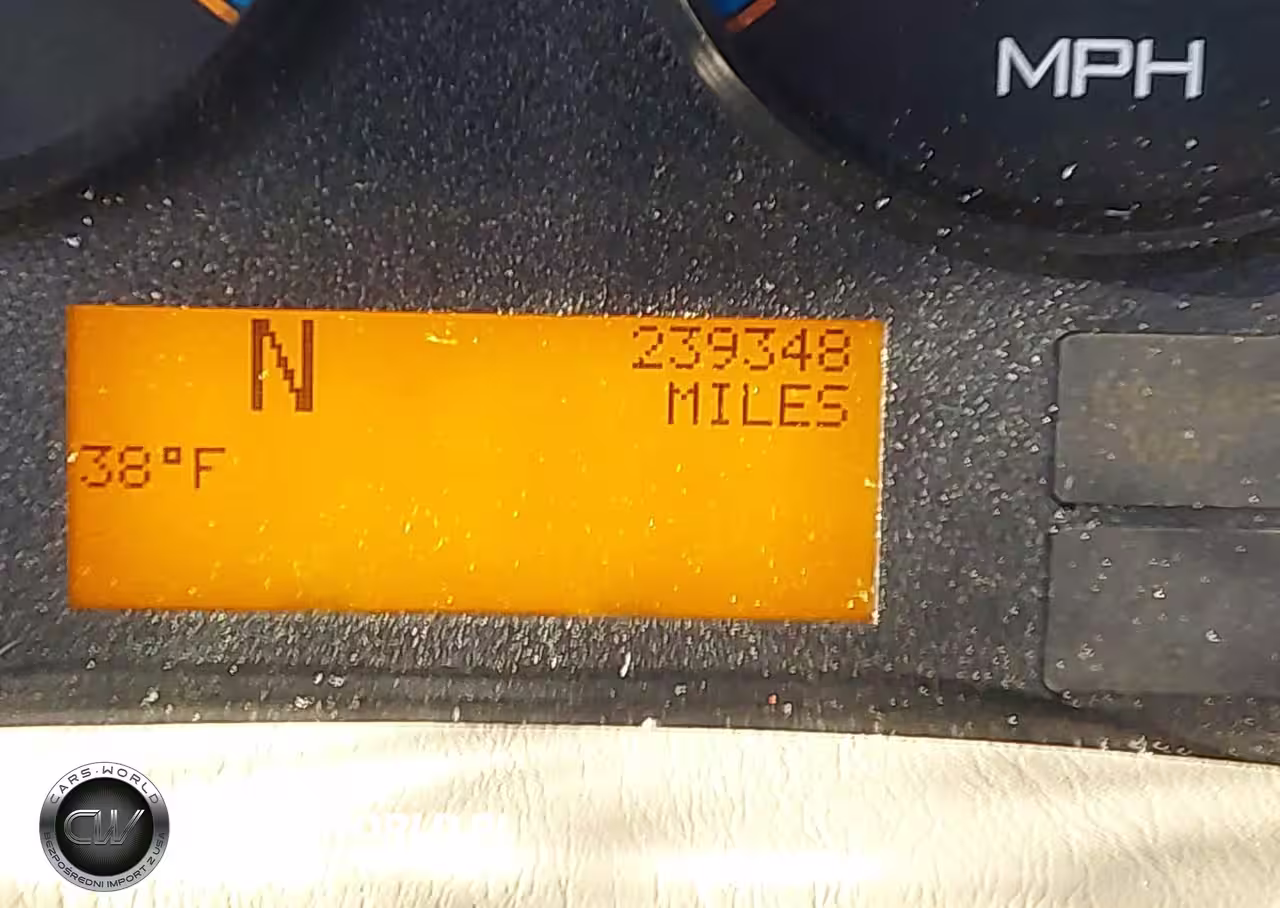 MPH
N
239348
MILES
38°F
CARS·WORLD
CW
BEZPOŚREDNI IMPORT Z USA